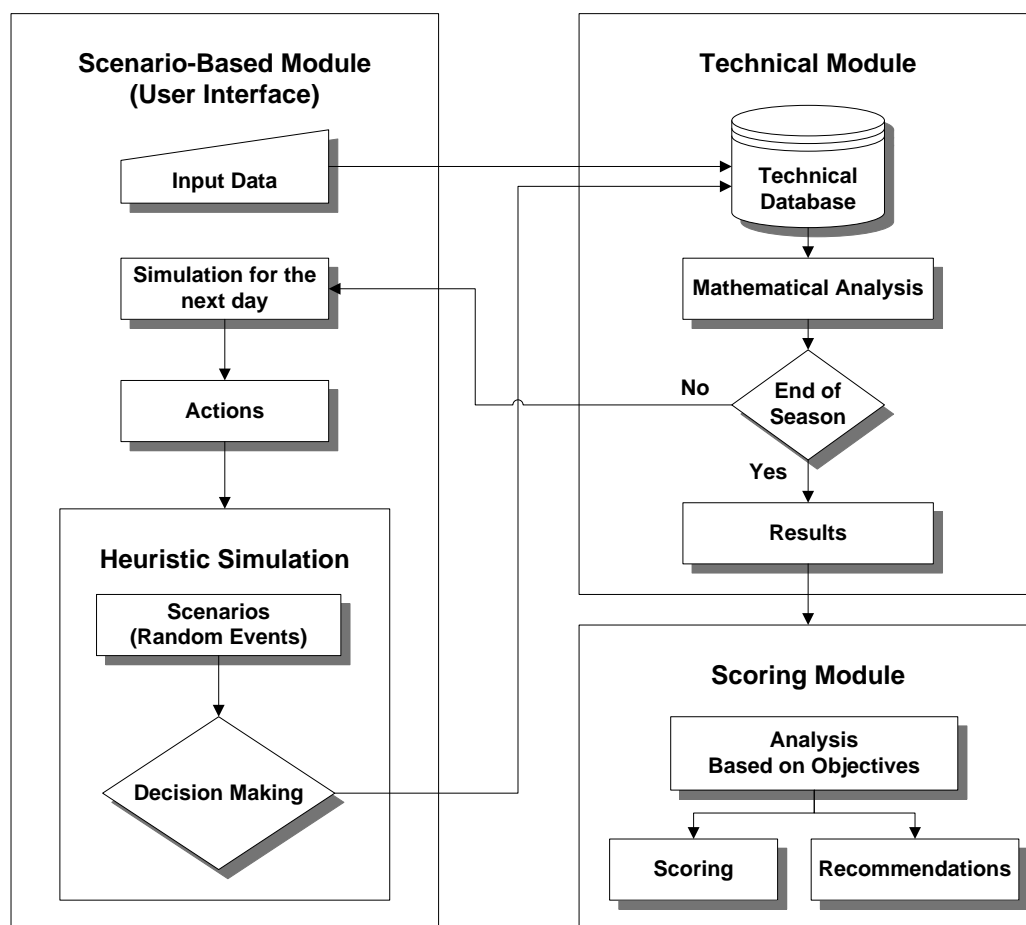 Scenario-Based Module
(User Interface)
Input Data
Simulation for the
next day
Actions
Heuristic Simulation
Scenarios
(Random Events)
Decision Making
Technical Module
Technical
Database
Mathematical Analysis
End of
Season
No
Yes
Results
Scoring Module
Analysis
Based on Objectives
Scoring
Recommendations